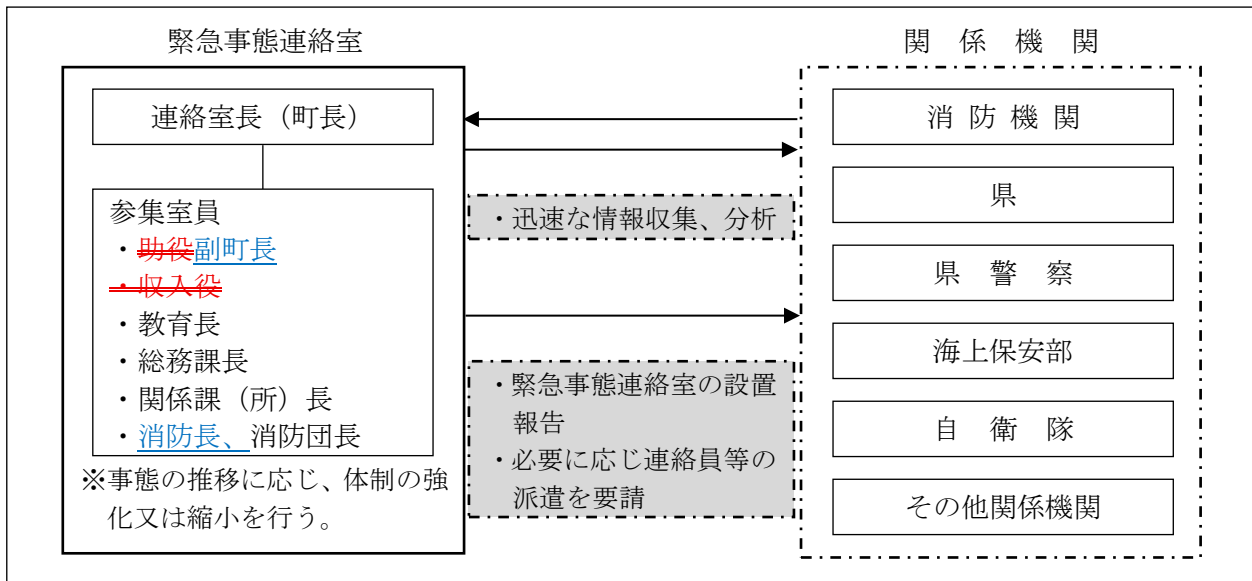 緊急事態連絡室
連絡室長（町長）
参集室員
・助役副町長
・収入役
・教育長
・総務課長
・関係課（所）長
・消防長、消防団長
※事態の推移に応じ、体制の強
化又は縮小を行う。
・迅速な情報収集、分析
・緊急事態連絡室の設置
報告
・必要に応じ連絡員等の
派遣を要請
関係機関
消防機関
県
県警察
海上保安部
自衛隊
その他関係機関